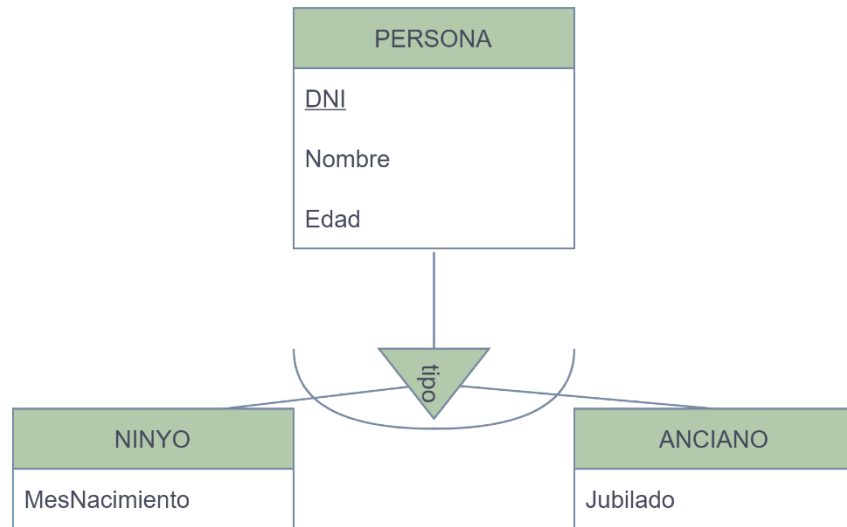 PERSONA
DNI
Nombre
Edad
tipo
NINYO
MesNacimiento
ANCIANO
Jubilado